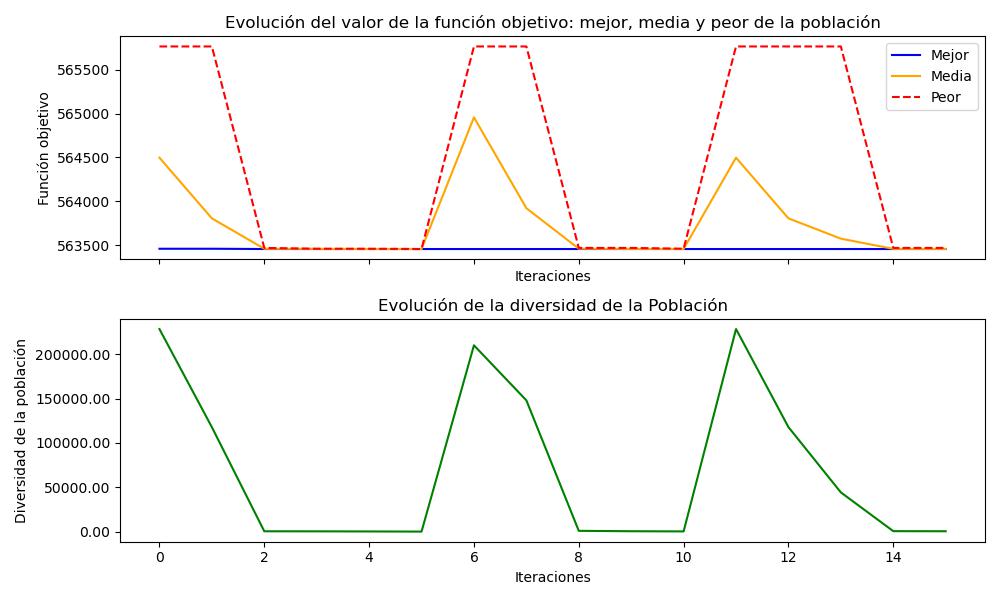 Evolución del valor de la función objetivo: mejor, media y peor de la población
565500
565000
564500
564000
563500
Función objetivo
Mejor
Media
Peor
Iteraciones
Evolución de la diversidad de la Población
200000.00
150000.00
100000.00
50000.00
0.00
Diversidad de la población
0 2 4 6 8 10 12 14
Iteraciones